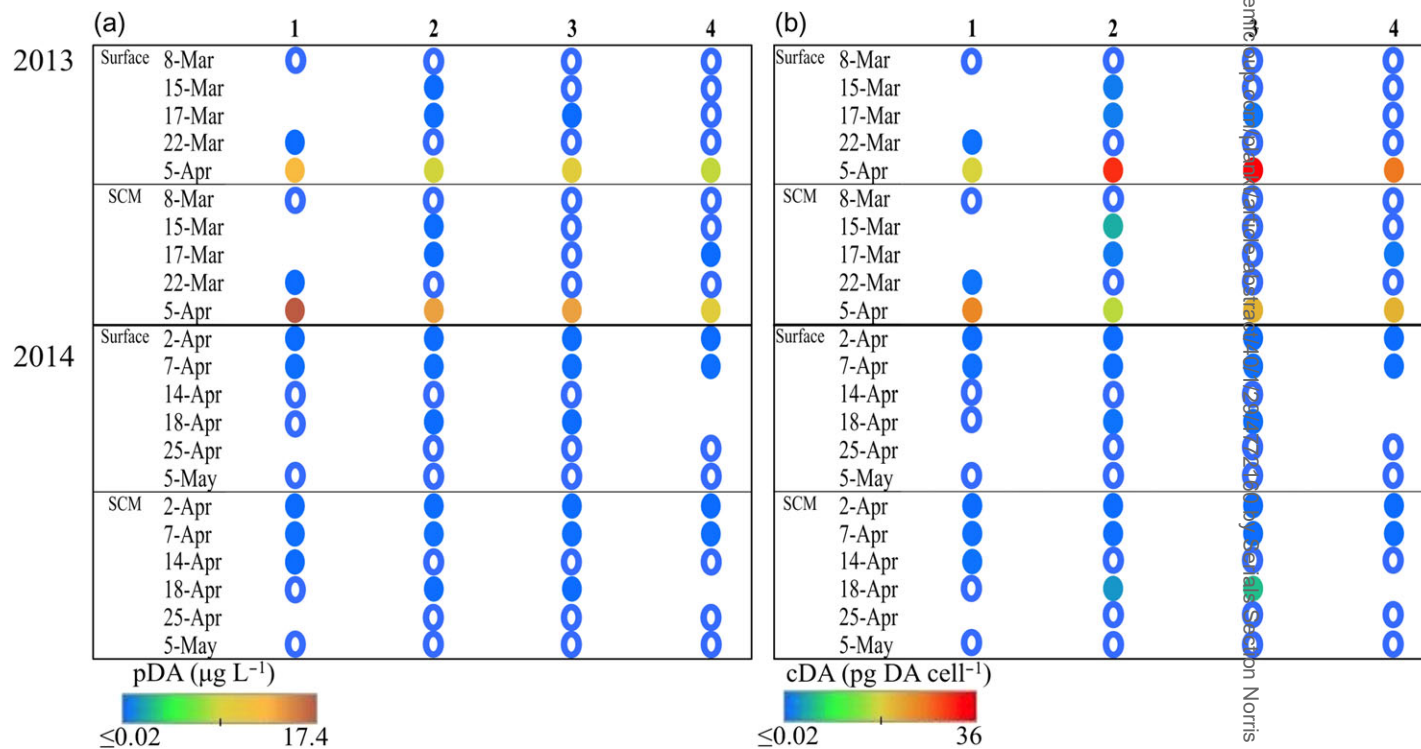 (a) 1 2 3 4 (b) 1 2 3 4
2013
Surface 8-Mar Surface 8-Mar
15-Mar 15-Mar
17-Mar 17-Mar
22-Mar 22-Mar
5-Apr 5-Apr
SCM 8-Mar SCM 8-Mar
15-Mar 15-Mar
17-Mar 17-Mar
22-Mar 22-Mar
5-Apr 5-Apr
2014
Surface 2-Apr Surface 2-Apr
7-Apr 7-Apr
14-Apr 14-Apr
18-Apr 18-Apr
25-Apr 25-Apr
5-May 5-May
SCM 2-Apr SCM 2-Apr
7-Apr 7-Apr
14-Apr 14-Apr
18-Apr 18-Apr
25-Apr 25-Apr
5-May 5-May
pDA (µg L⁻¹) cDA (pg DA cell⁻¹)
≤0.02 17.4 ≤0.02 36
by Serials Section Norris